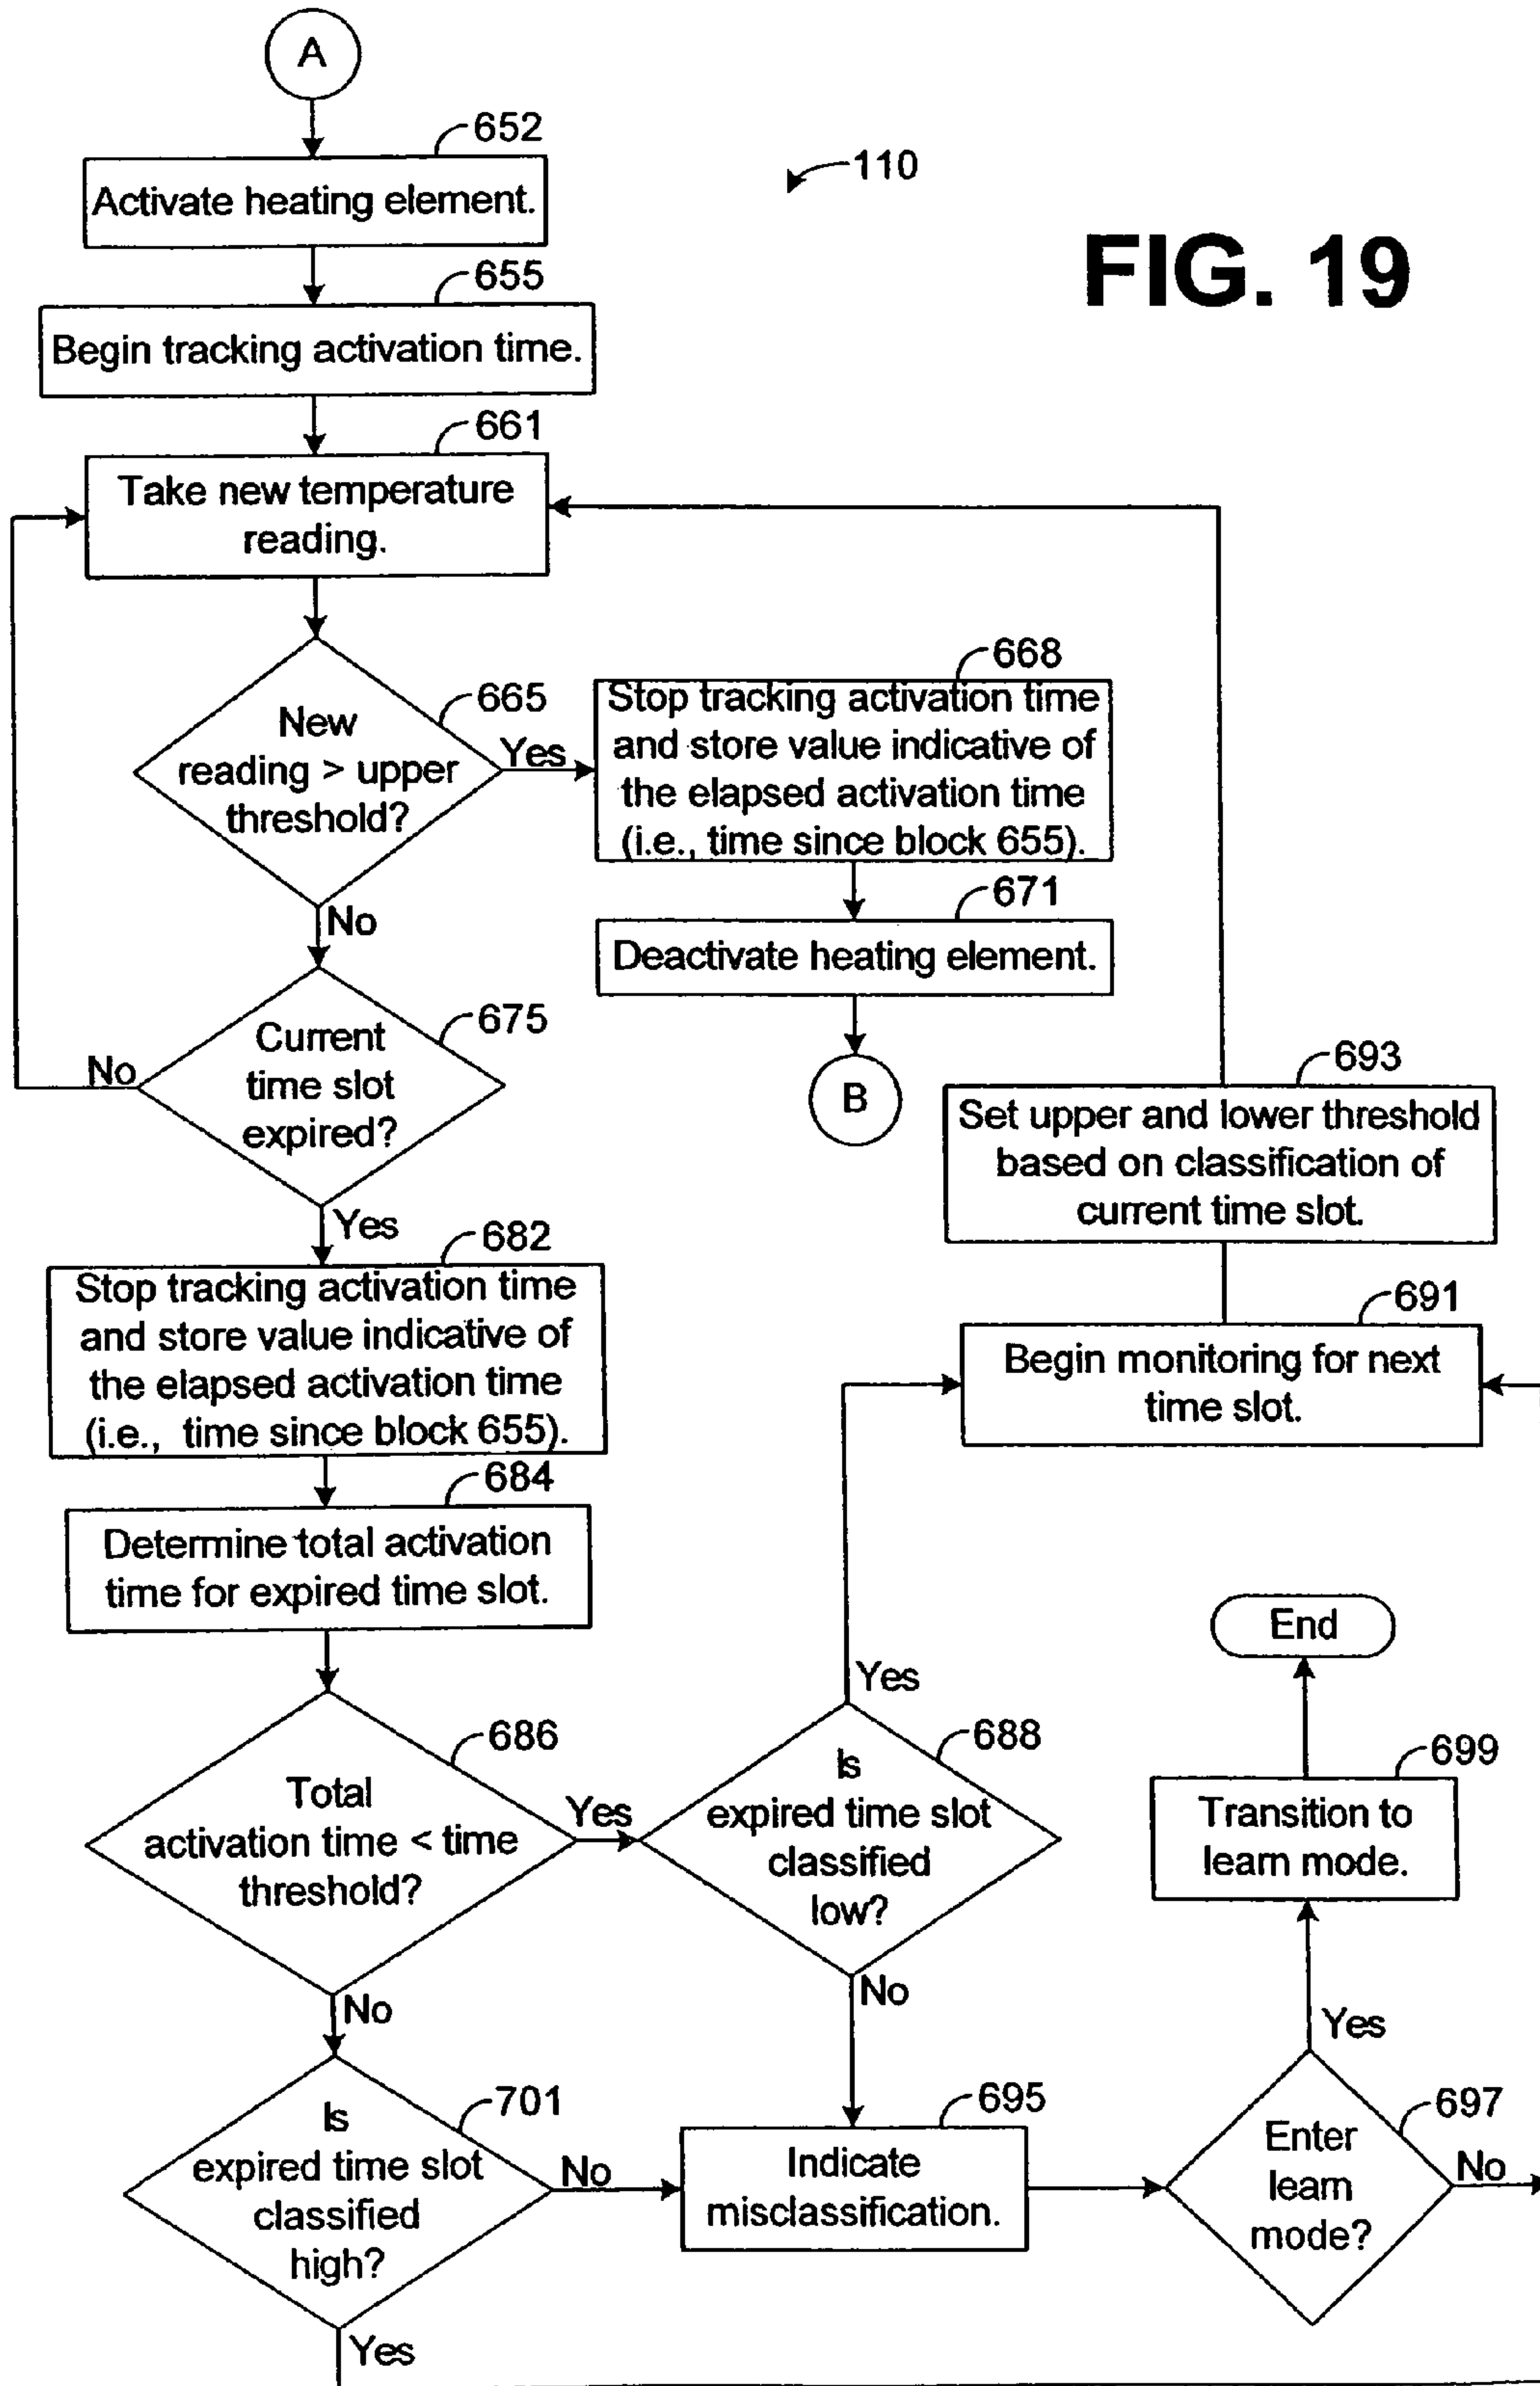 A
652
Activate heating element.
110
FIG. 19
655
Begin tracking activation time.
661
Take new temperature
reading.
665
New
reading > upper
threshold?
Yes
668
Stop tracking activation time
and store value indicative of
the elapsed activation time
(i.e., time since block 655).
No
671
Deactivate heating element.
B
675
Current
time slot
expired?
No
Yes
693
Set upper and lower threshold
based on classification of
current time slot.
682
Stop tracking activation time
and store value indicative of
the elapsed activation time
(i.e., time since block 655).
691
Begin monitoring for next
time slot.
684
Determine total activation
time for expired time slot.
End
686
Total
activation time < time
threshold?
Yes
Yes
688
Is
expired time slot
classified
low?
699
Transition to
learn mode.
No
No
Yes
701
Is
expired time slot
classified
high?
No
695
Indicate
misclassification.
697
Enter
learn
mode?
No
Yes